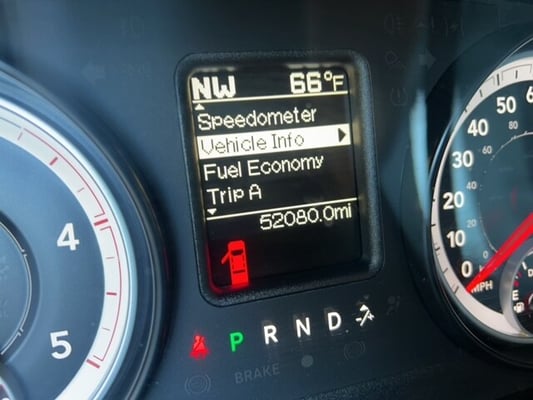 NW 66°F
Speedometer
Vehicle Info
Fuel Economy
Trip A
52080.0mi
4
5
60
50
40
30
20
10
0
MPH
E
P R N D
BRAKE